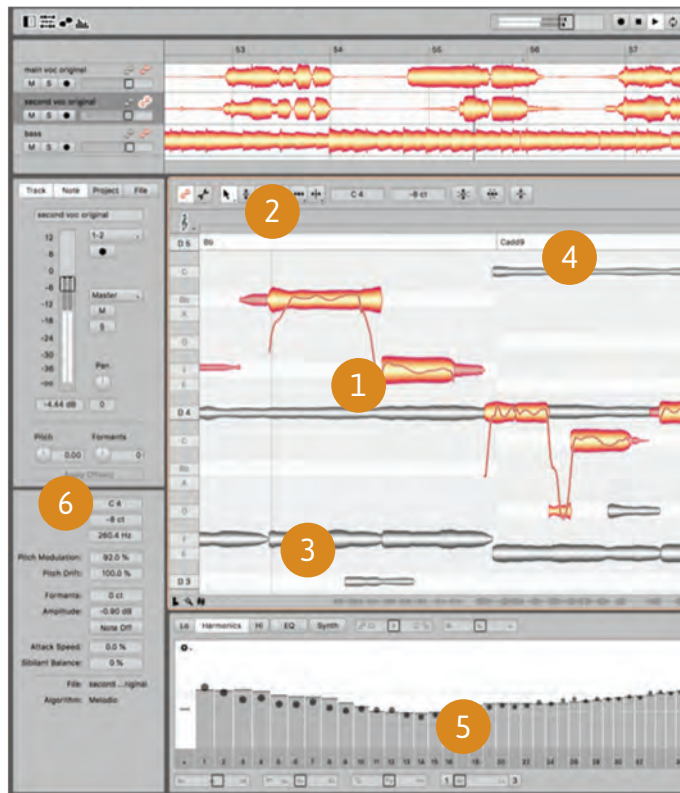 53 54 55 56 57
main voc original
M S
second voc original
M S
bass
M S
Track Note Project File
C 4 -8 ct
2
second voc original
12
1-2
8
4
0
Master
-6
-12
M
-18
S
-24
-30
Pan
-36
-∞
-4.44 dB 0
Pitch Formants
0.00 0
D 5 Bb Cadd9
4
C
Bb
A
1
D 4
C
Bb
A
3
D 3
6
C 4
-8 ct
260.4 Hz
Pitch Modulation: 92.0 %
Pitch Drift: 100.0 %
Formants: 0 ct
Amplitude: -0.90 dB
Note Off
Attack Speed: 0.0 %
Sibilant Balance: 0 %
File: second ...riginal
Algorithm: Melodic
Lo Harmonics Hi EQ Synth
5
1 2 3 4 5 6 7 8 9 10 11 12 14 15 16
1 3